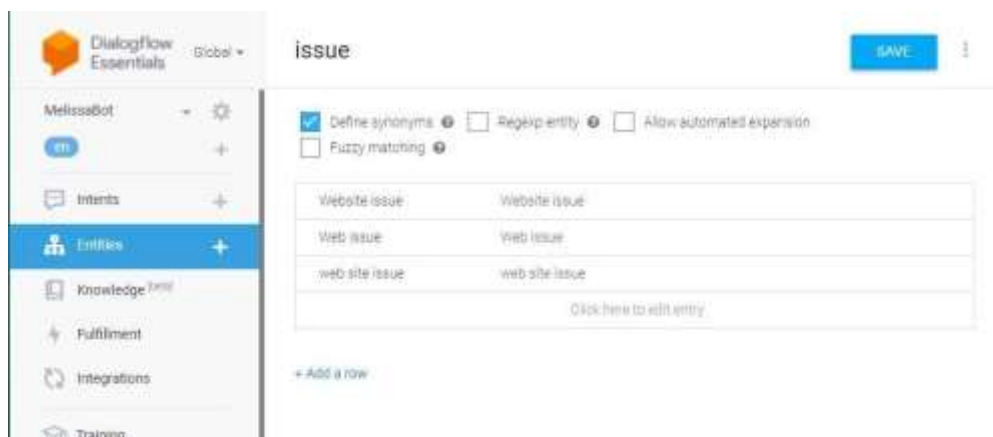 Dialogflow
Essentials
Global
issue
SAVE
MelissaBot
en
Define synonyms
Regexp entity
Allow automated expansion
Fuzzy matching
Intents
Entities
Knowledge [beta]
Fulfillment
Integrations
Training
Website issue Website issue
Web issue Web issue
web site issue web site issue
Click here to edit entry
+ Add a row